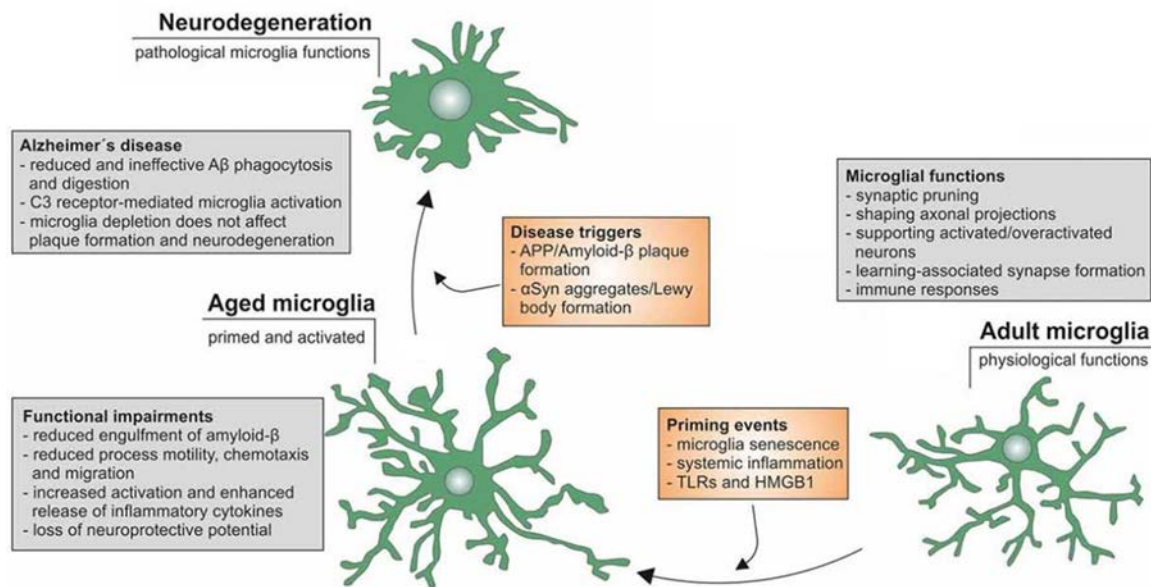 Neurodegeneration
pathological microglia functions
Alzheimer´s disease
- reduced and ineffective Aβ phagocytosis
and digestion
- C3 receptor-mediated microglia activation
- microglia depletion does not affect
plaque formation and neurodegeneration
Disease triggers
- APP/Amyloid-β plaque
formation
- αSyn aggregates/Lewy
body formation
Microglial functions
- synaptic pruning
- shaping axonal projections
- supporting activated/overactivated
neurons
- learning-associated synapse formation
- immune responses
Aged microglia
primed and activated
Adult microglia
physiological functions
Functional impairments
- reduced engulfment of amyloid-β
- reduced process motility, chemotaxis
and migration
- increased activation and enhanced
release of inflammatory cytokines
- loss of neuroprotective potential
Priming events
- microglia senescence
- systemic inflammation
- TLRs and HMGB1